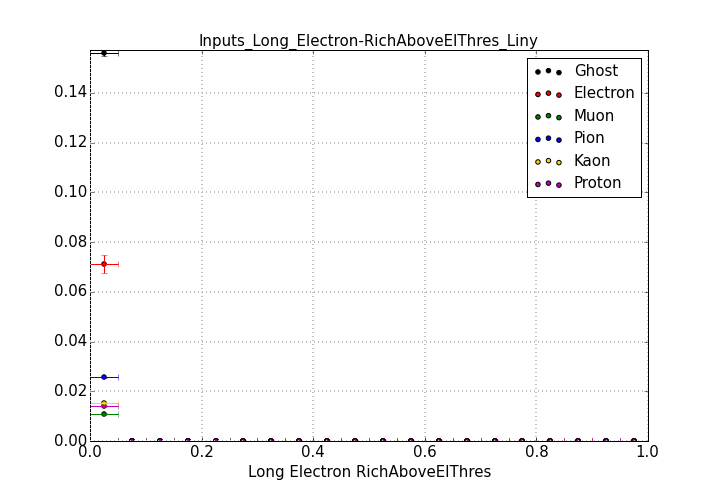 Inputs_Long_Electron-RichAboveElThres_Liny
0.14
0.12
0.10
0.08
0.06
0.04
0.02
0.00
Ghost
Electron
Muon
Pion
Kaon
Proton
0.0 0.2 0.4 0.6 0.8 1.0
Long Electron RichAboveElThres